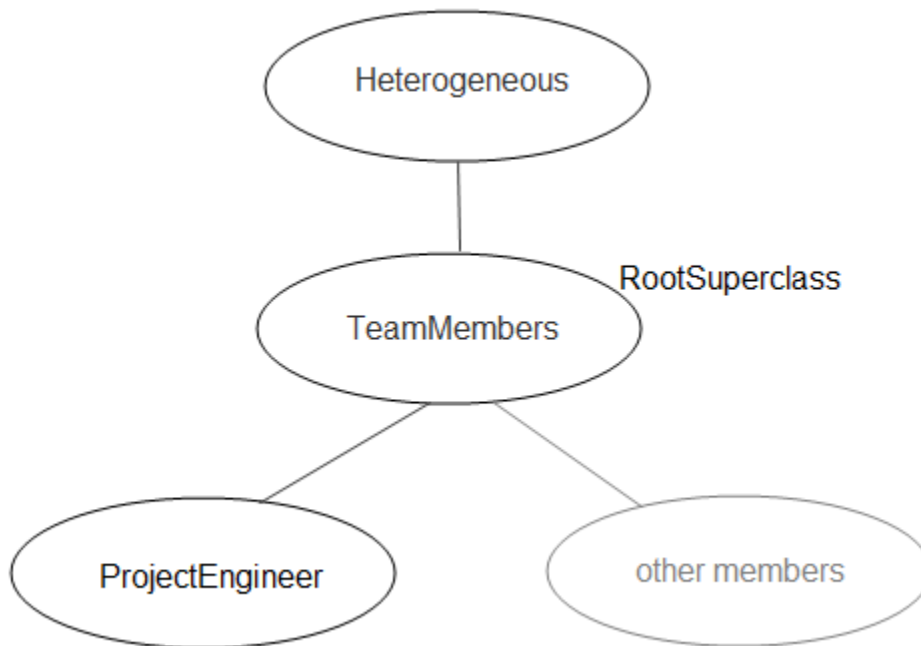 Heterogeneous
RootSuperclass
TeamMembers
ProjectEngineer
other members